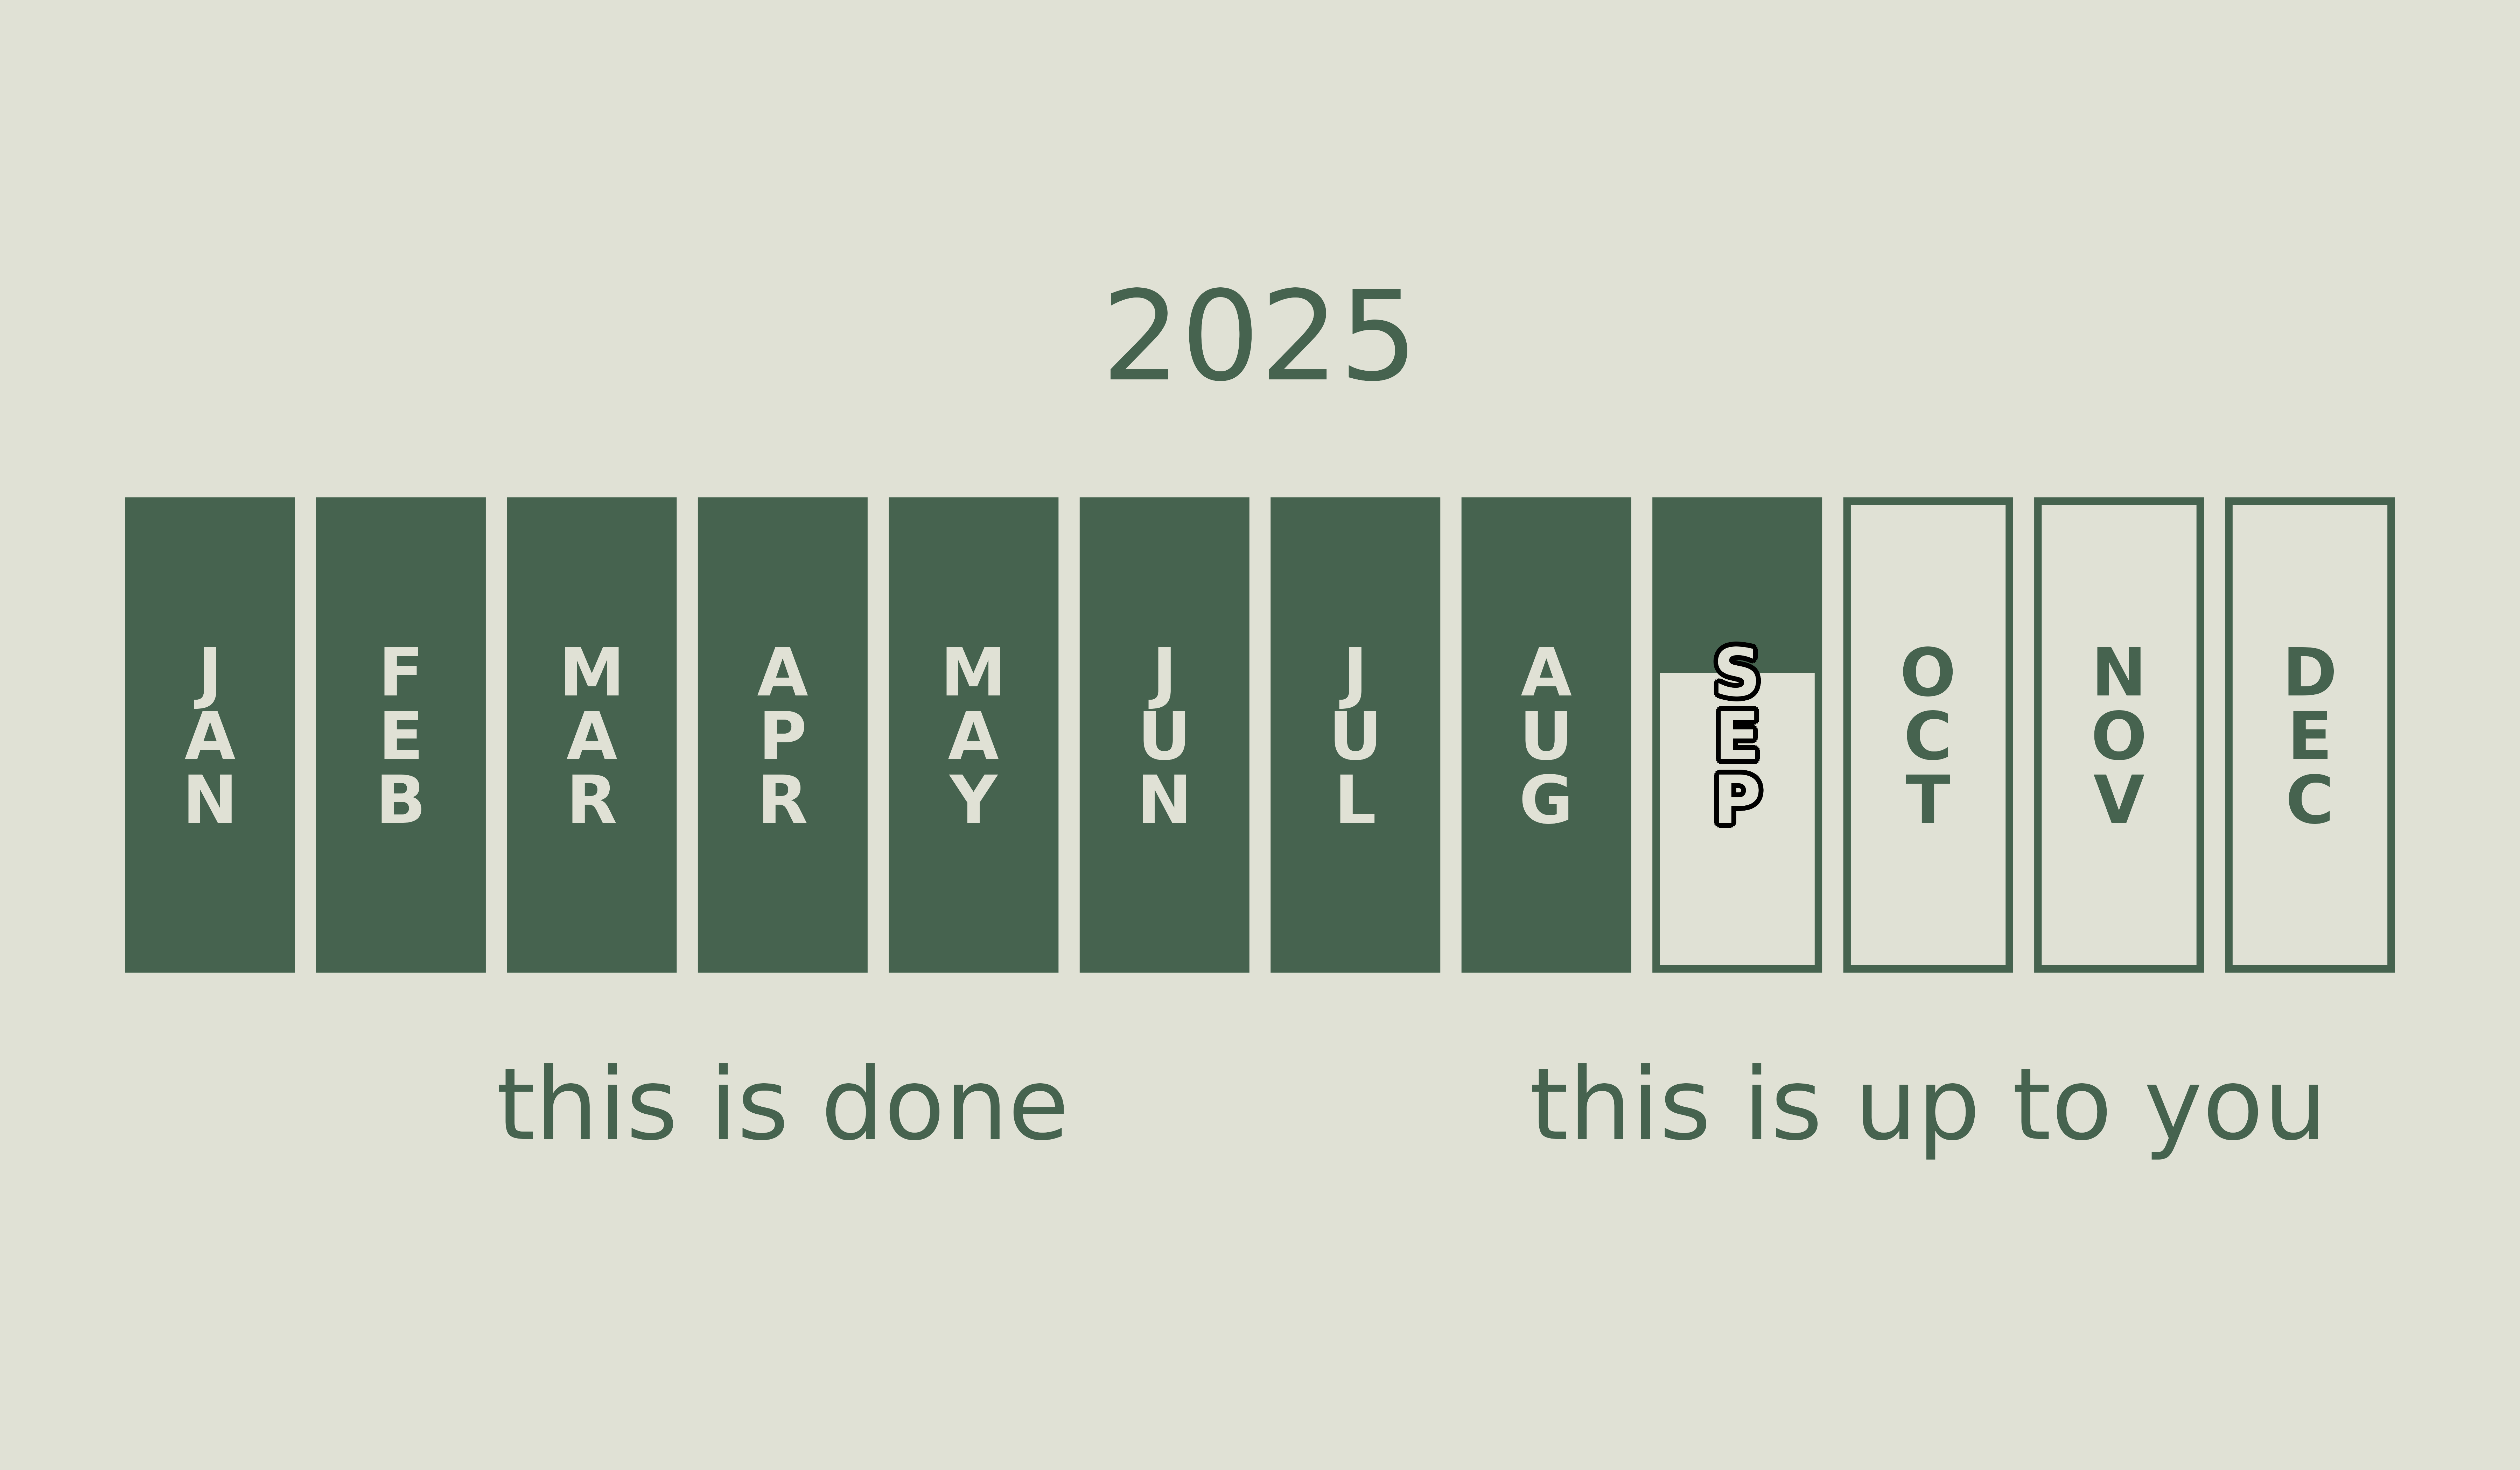 2025
JAN
FEB
MAR
APR
MAY
JUN
JUL
AUG
SEP
OCT
NOV
DEC
this is done
this is up to you